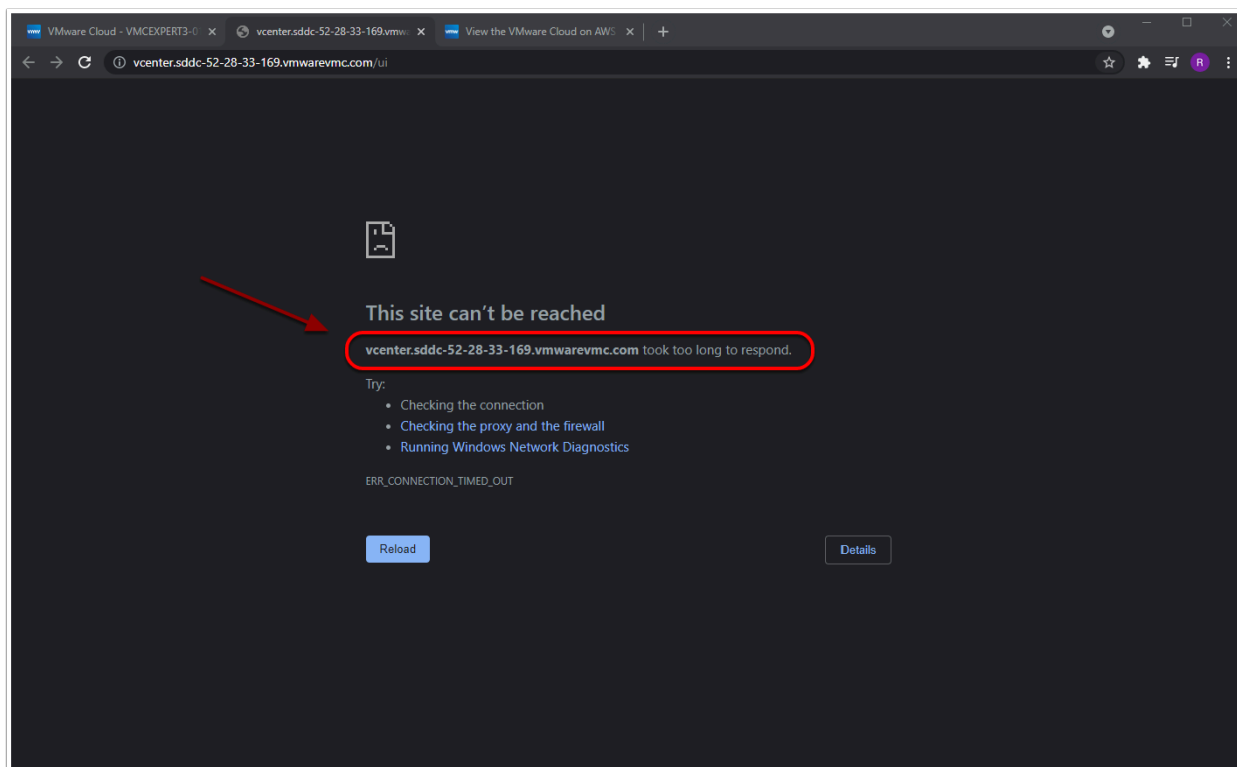 VMware Cloud - VMCEXPERT3-0
vcenter.sddc-52-28-33-169.vmw
View the VMware Cloud on AWS
vcenter.sddc-52-28-33-169.vmwarevmc.com/ui
R
This site can't be reached
vcenter.sddc-52-28-33-169.vmwarevmc.com took too long to respond.
Try:
• Checking the connection
• Checking the proxy and the firewall
• Running Windows Network Diagnostics
ERR_CONNECTION_TIMED_OUT
Reload
Details